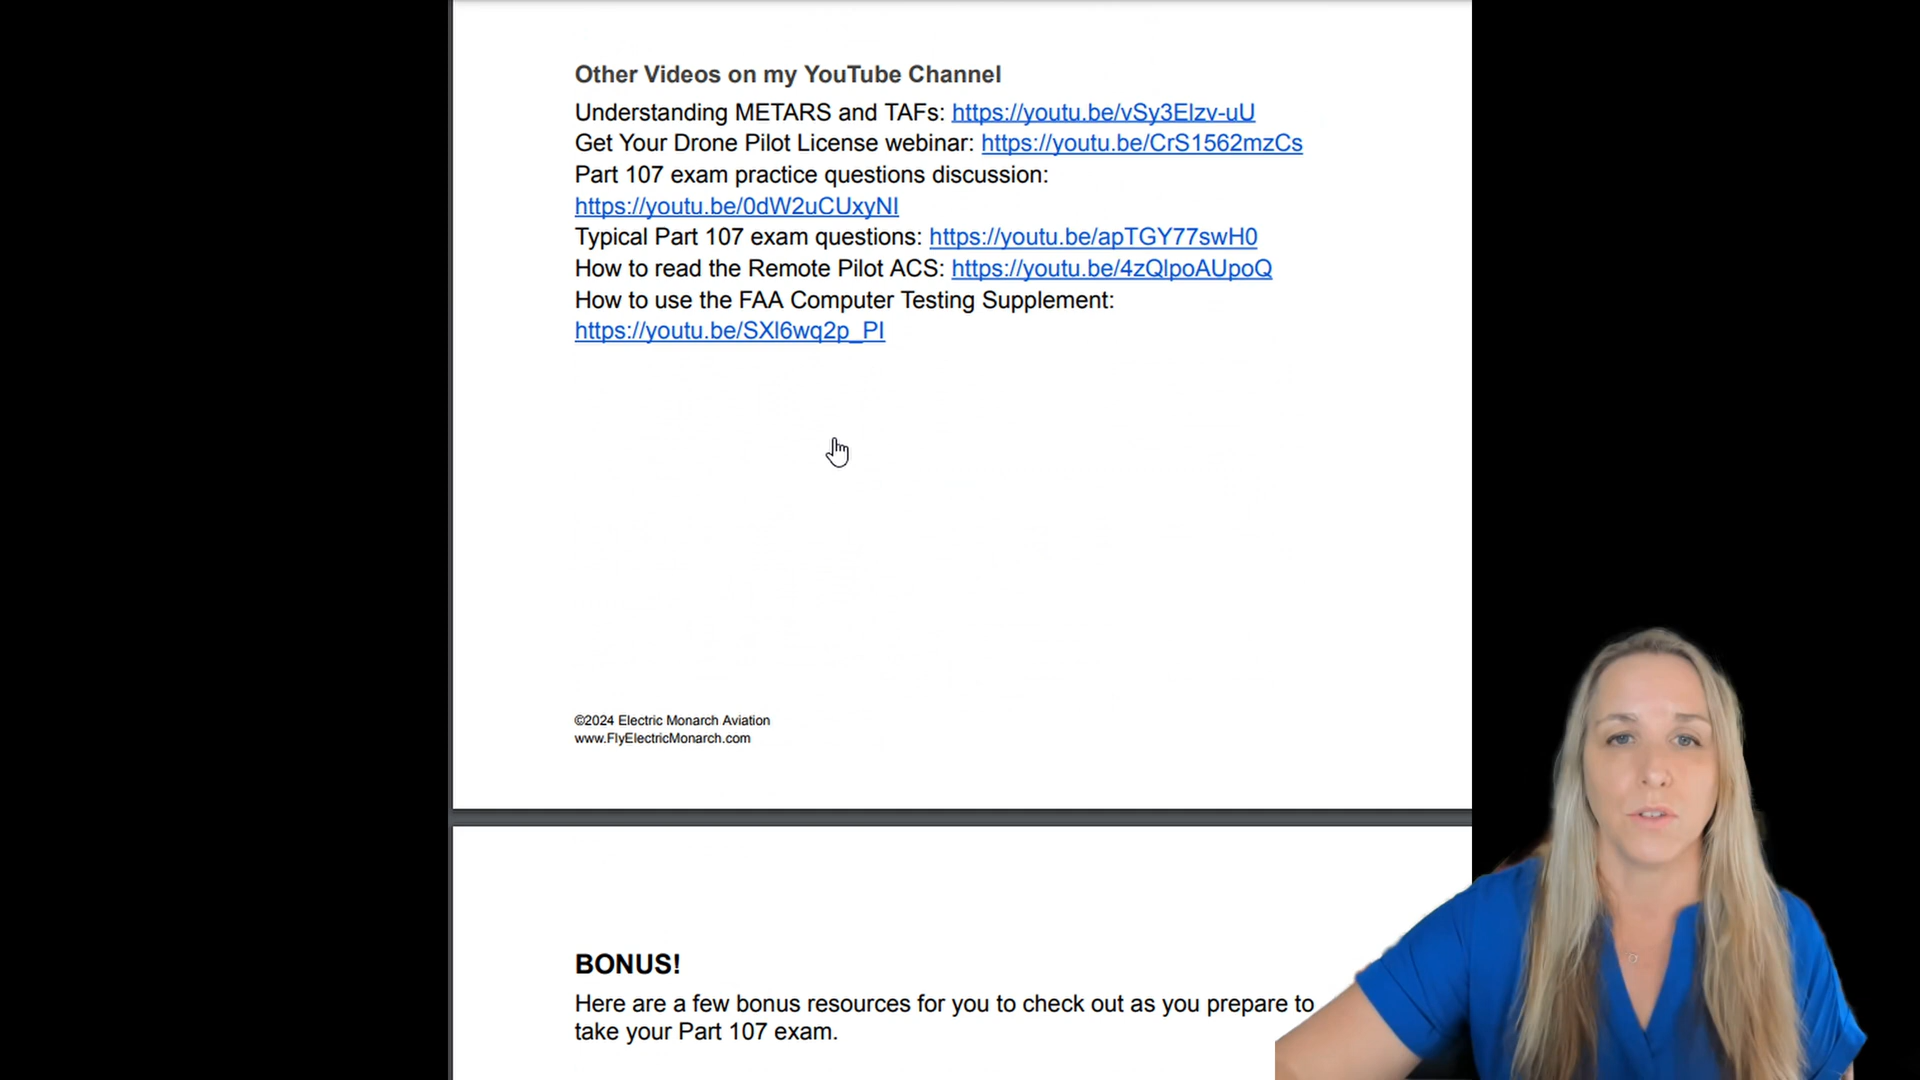 Other Videos on my YouTube Channel
Understanding METARS and TAFs: https://youtu.be/vSy3Elzv-uU
Get Your Drone Pilot License webinar: https://youtu.be/CrS1562mzCs
Part 107 exam practice questions discussion:
https://youtu.be/0dW2uCUxyNI
Typical Part 107 exam questions: https://youtu.be/apTGY77swH0
How to read the Remote Pilot ACS: https://youtu.be/4zQlpoAUpoQ
How to use the FAA Computer Testing Supplement:
https://youtu.be/SXl6wq2p_PI
©2024 Electric Monarch Aviation
www.FlyElectricMonarch.com
BONUS!
Here are a few bonus resources for you to check out as you prepare to
take your Part 107 exam.